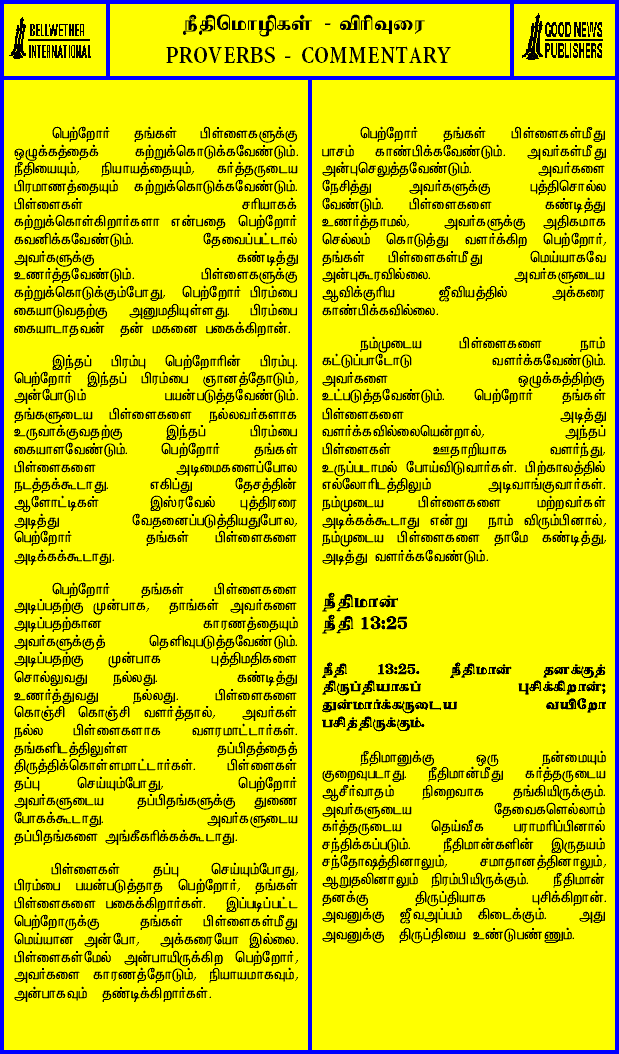 BELLWETHER
INTERNATIONAL
நீதிமொழிகள் - விரிவுரை
PROVERBS - COMMENTARY
GOOD NEWS
PUBLISHERS
பெற்றோர் தங்கள் பிள்ளைகளுக்கு
ஒழுக்கத்தைக் கற்றுக்கொடுக்கவேண்டும்.
நீதியையும், நியாயத்தையும், கர்த்தருடைய
பிரமாணத்தையும் கற்றுக்கொடுக்கவேண்டும்.
பிள்ளைகள் சரியாகக்
கற்றுக்கொள்கிறார்களா என்பதை பெற்றோர்
கவனிக்கவேண்டும். தேவைப்பட்டால்
அவர்களுக்கு கண்டித்து
உணர்த்தவேண்டும். பிள்ளைகளுக்கு
கற்றுக்கொடுக்கும்போது, பெற்றோர் பிரம்பை
கையாடுவதற்கு அனுமதியுள்ளது. பிரம்பை
கையாடாதவன் தன் மகனை பகைக்கிறான்.
இந்தப் பிரம்பு பெற்றோரின் பிரம்பு.
பெற்றோர் இந்தப் பிரம்பை ஞானத்தோடும்,
அன்போடும் பயன்படுத்தவேண்டும்.
தங்களுடைய பிள்ளைகளை நல்லவர்களாக
உருவாக்குவதற்கு இந்தப் பிரம்பை
கையாளவேண்டும். பெற்றோர் தங்கள்
பிள்ளைகளை அடிமைகளைப்போல
நடத்தக்கூடாது. எகிப்து தேசத்தின்
ஆளோட்டிகள் இஸ்ரவேல் புத்திரரை
அடித்து வேதனைப்படுத்தியதுபோல,
பெற்றோர் தங்கள் பிள்ளைகளை
அடிக்கக்கூடாது.
பெற்றோர் தங்கள் பிள்ளைகளை
அடிப்பதற்கு முன்பாக, தாங்கள் அவர்களை
அடிப்பதற்கான காரணத்தையும்
அவர்களுக்குத் தெளிவுபடுத்தவேண்டும்.
அடிப்பதற்கு முன்பாக புத்திமதிகளை
சொல்லுவது நல்லது. கண்டித்து
உணர்த்துவது நல்லது. பிள்ளைகளை
கொஞ்சி கொஞ்சி வளர்த்தால், அவர்கள்
நல்ல பிள்ளைகளாக வளரமாட்டார்கள்.
தங்களிடத்திலுள்ள தப்பிதத்தைத்
திருத்திக்கொள்ளமாட்டார்கள். பிள்ளைகள்
தப்பு செய்யும்போது, பெற்றோர்
அவர்களுடைய தப்பிதங்களுக்கு துணை
போகக்கூடாது. அவர்களுடைய
தப்பிதங்களை அங்கீகரிக்கக்கூடாது.
பிள்ளைகள் தப்பு செய்யும்போது,
பிரம்பை பயன்படுத்தாத பெற்றோர், தங்கள்
பிள்ளைகளை பகைக்கிறார்கள். இப்படிப்பட்ட
பெற்றோருக்கு தங்கள் பிள்ளைகள்மீது
மெய்யான அன்போ, அக்கரையோ இல்லை.
பிள்ளைகள்மேல் அன்பாயிருக்கிற பெற்றோர்,
அவர்களை காரணத்தோடும், நியாயமாகவும்,
அன்பாகவும் தண்டிக்கிறார்கள்.
பெற்றோர் தங்கள் பிள்ளைகள்மீது
பாசம் காண்பிக்கவேண்டும். அவர்கள்மீது
அன்புசெலுத்தவேண்டும். அவர்களை
நேசித்து அவர்களுக்கு புத்திசொல்ல
வேண்டும். பிள்ளைகளை கண்டித்து
உணர்த்தாமல், அவர்களுக்கு அதிகமாக
செல்லம் கொடுத்து வளர்க்கிற பெற்றோர்,
தங்கள் பிள்ளைகள்மீது மெய்யாகவே
அன்புகூரவில்லை. அவர்களுடைய
ஆவிக்குரிய ஜீவியத்தில் அக்கரை
காண்பிக்கவில்லை.
நம்முடைய பிள்ளைகளை நாம்
கட்டுப்பாடோடு வளர்க்கவேண்டும்.
அவர்களை ஒழுக்கத்திற்கு
உட்படுத்தவேண்டும். பெற்றோர் தங்கள்
பிள்ளைகளை அடித்து
வளர்க்கவில்லையென்றால், அந்தப்
பிள்ளைகள் ஊதாறியாக வளர்ந்து,
உருப்படாமல் போய்விடுவார்கள். பிற்காலத்தில்
எல்லோரிடத்திலும் அடிவாங்குவார்கள்.
நம்முடைய பிள்ளைகளை மற்றவர்கள்
அடிக்கக்கூடாது என்று நாம் விரும்பினால்,
நம்முடைய பிள்ளைகளை தாமே கண்டித்து,
அடித்து வளர்க்கவேண்டும்.
நீதிமான்
நீதி 13:25
நீதி 13:25. நீதிமான் தனக்குத்
திருப்தியாகப் புசிக்கிறான்;
துன்மார்க்கருடைய வயிறோ
பசித்திருக்கும்.
நீதிமானுக்கு ஒரு நன்மையும்
குறைவுபடாது. நீதிமான்மீது கர்த்தருடைய
ஆசீர்வாதம் நிறைவாக தங்கியிருக்கும்.
அவர்களுடைய தேவைகளெல்லாம்
கர்த்தருடைய தெய்வீக பராமரிப்பினால்
சந்திக்கப்படும். நீதிமான்களின் இருதயம்
சந்தோஷத்தினாலும், சமாதானத்தினாலும்,
ஆறுதலினாலும் நிரம்பியிருக்கும். நீதிமான்
தனக்கு திருப்தியாக புசிக்கிறான்.
அவனுக்கு ஜீவஅப்பம் கிடைக்கும். அது
அவனுக்கு திருப்தியை உண்டுபண்ணும்.